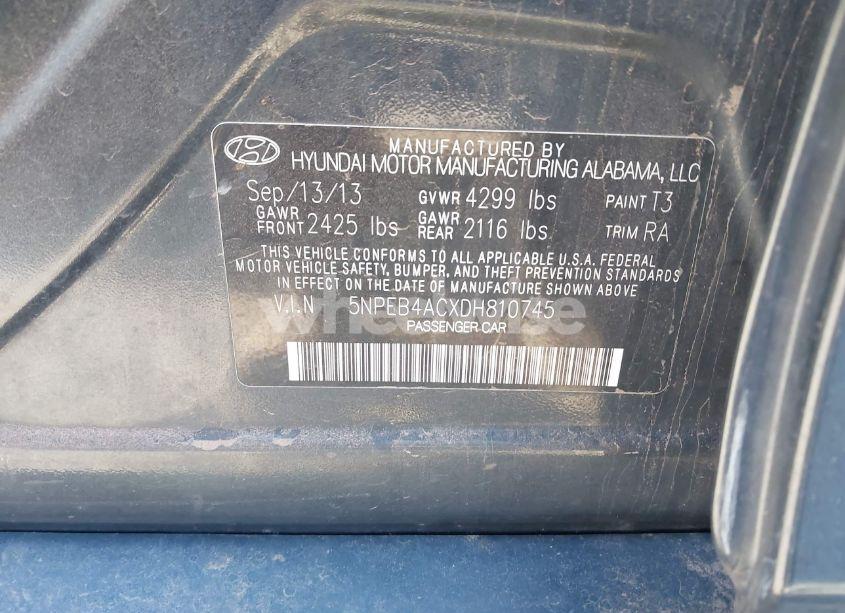 MANUFACTURED BY
HYUNDAI MOTOR MANUFACTURING ALABAMA, LLC
Sep/13/13 GVWR 4299 lbs PAINT T3
GAWR FRONT 2425 lbs GAWR REAR 2116 lbs TRIM RA
THIS VEHICLE CONFORMS TO ALL APPLICABLE U.S.A. FEDERAL
MOTOR VEHICLE SAFETY, BUMPER, AND THEFT PREVENTION STANDARDS
IN EFFECT ON THE DATE OF MANUFACTURE SHOWN ABOVE
V.I.N 5NPEB4ACXDH810745
PASSENGER CAR